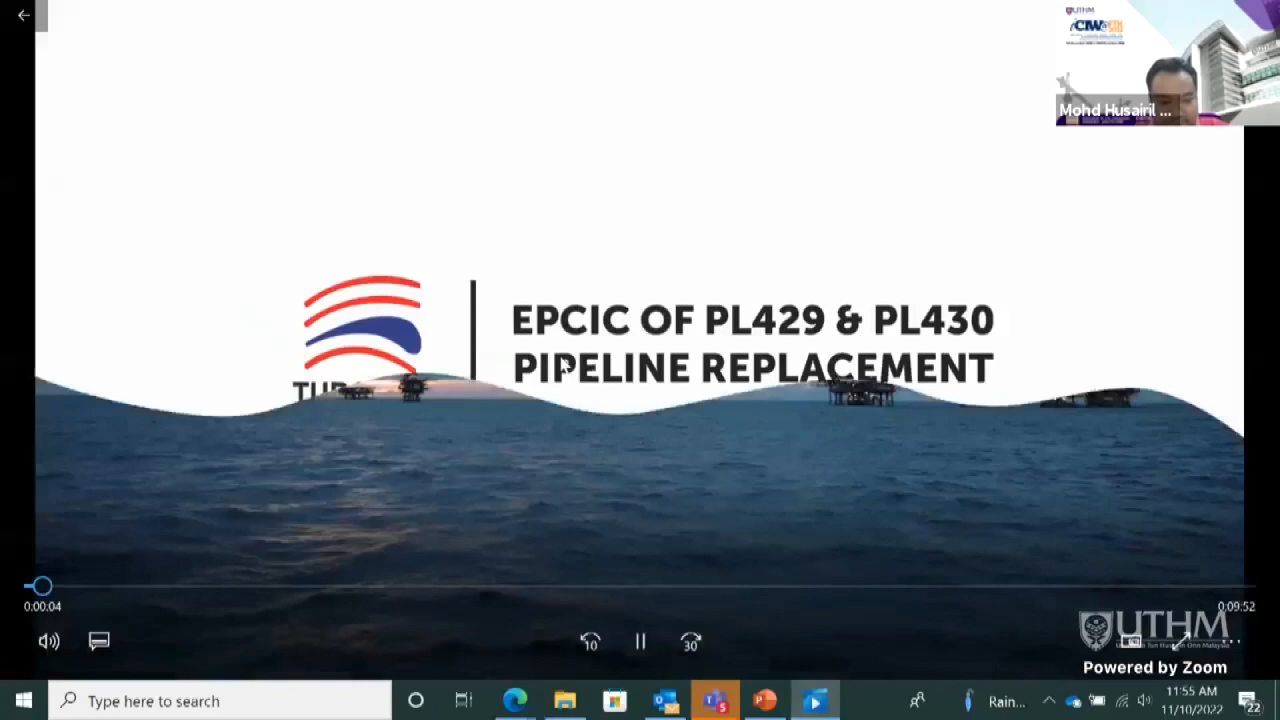 UTHM
Mohd Husairil ...
EPCIC OF PL429 & PL430
PIPELINE REPLACEMENT
0:00:04
0:09:52
10
30
UTHM
Powered by Zoom
Type here to search
Rain...
11:55 AM
11/10/2022
22